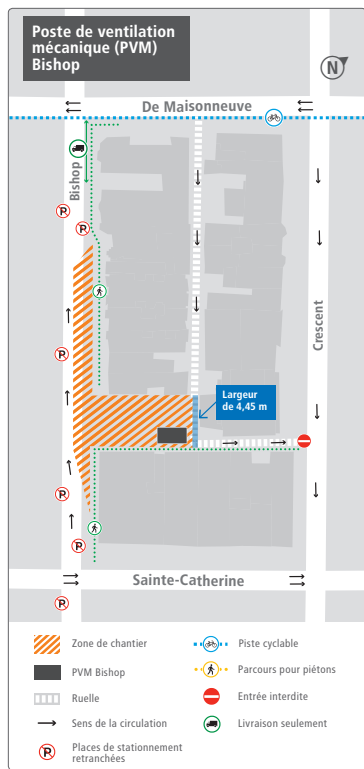 Poste de ventilation
mécanique (PVM)
Bishop
N
De Maisonneuve
Bishop
Crescent
Largeur
de 4,45 m
Sainte-Catherine
Zone de chantier
Piste cyclable
PVM Bishop
Parcours pour piétons
Ruelle
Entrée interdite
Sens de la circulation
Livraison seulement
P
Places de stationnement
retranchées